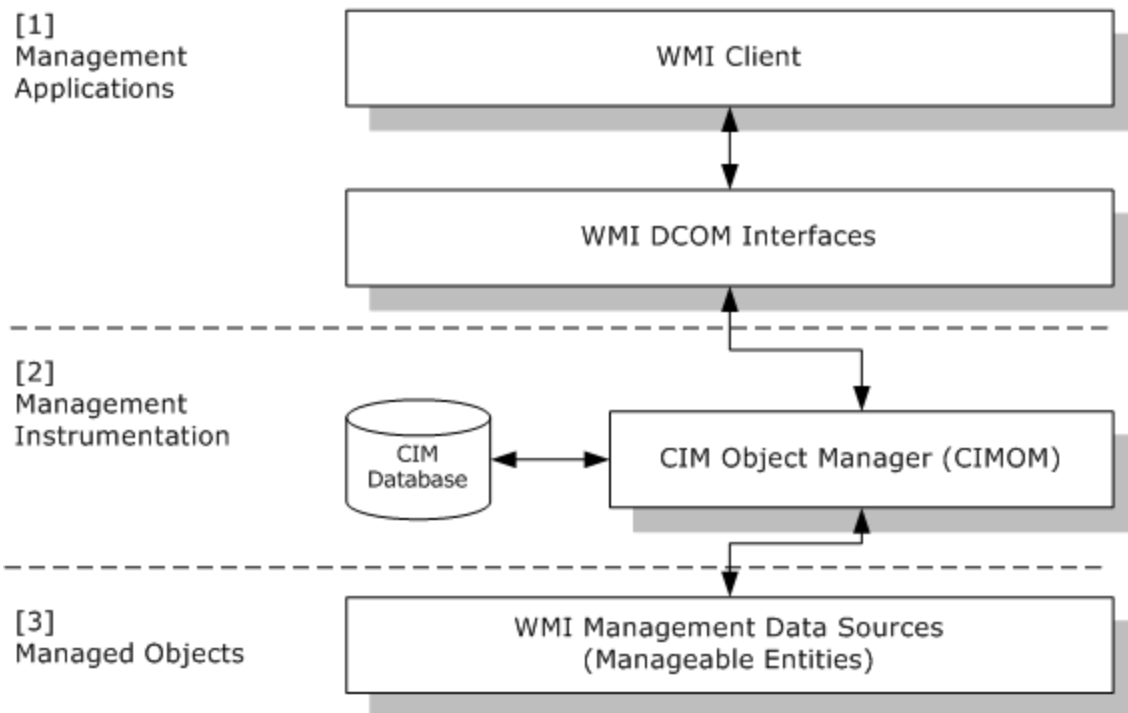 [1]
Management
Applications
WMI Client
WMI DCOM Interfaces
[2]
Management
Instrumentation
CIM
Database
CIM Object Manager (CIMOM)
[3]
Managed Objects
WMI Management Data Sources
(Manageable Entities)